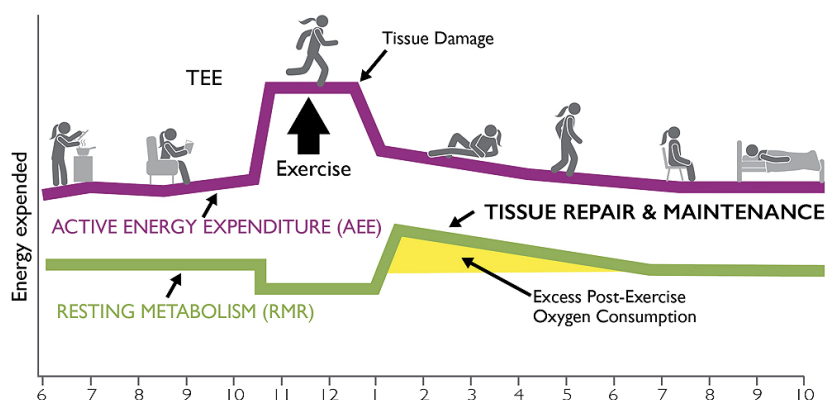 Tissue Damage
TEE
Exercise
Energy expended
ACTIVE ENERGY EXPENDITURE (AEE)
TISSUE REPAIR & MAINTENANCE
RESTING METABOLISM (RMR)
Excess Post-Exercise
Oxygen Consumption
6 7 8 9 10 11 12 1 2 3 4 5 6 7 8 9 10